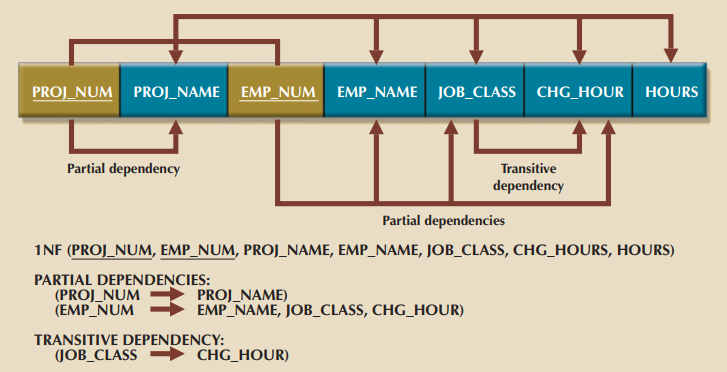 PROJ_NUM PROJ_NAME EMP_NUM EMP_NAME JOB_CLASS CHG_HOUR HOURS
Partial dependency
Transitive
dependency
Partial dependencies
1NF (PROJ_NUM, EMP_NUM, PROJ_NAME, EMP_NAME, JOB_CLASS, CHG_HOURS, HOURS)
PARTIAL DEPENDENCIES:
(PROJ_NUM → PROJ_NAME)
(EMP_NUM → EMP_NAME, JOB_CLASS, CHG_HOUR)
TRANSITIVE DEPENDENCY:
(JOB_CLASS → CHG_HOUR)